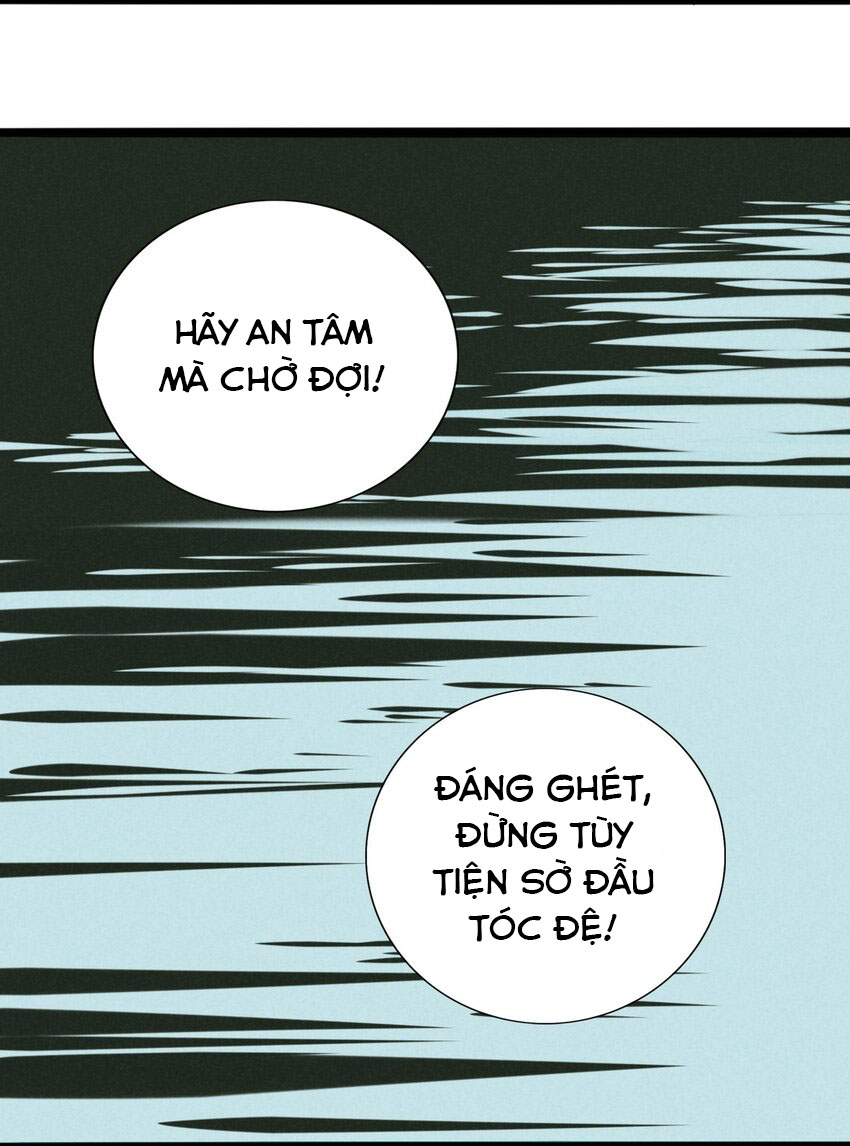 HÃY AN TÂM
MÀ CHỜ ĐỢI!
ĐÁNG GHÉT,
ĐỪNG TÙY
TIỆN SỜ ĐẦU
TÓC ĐỆ!